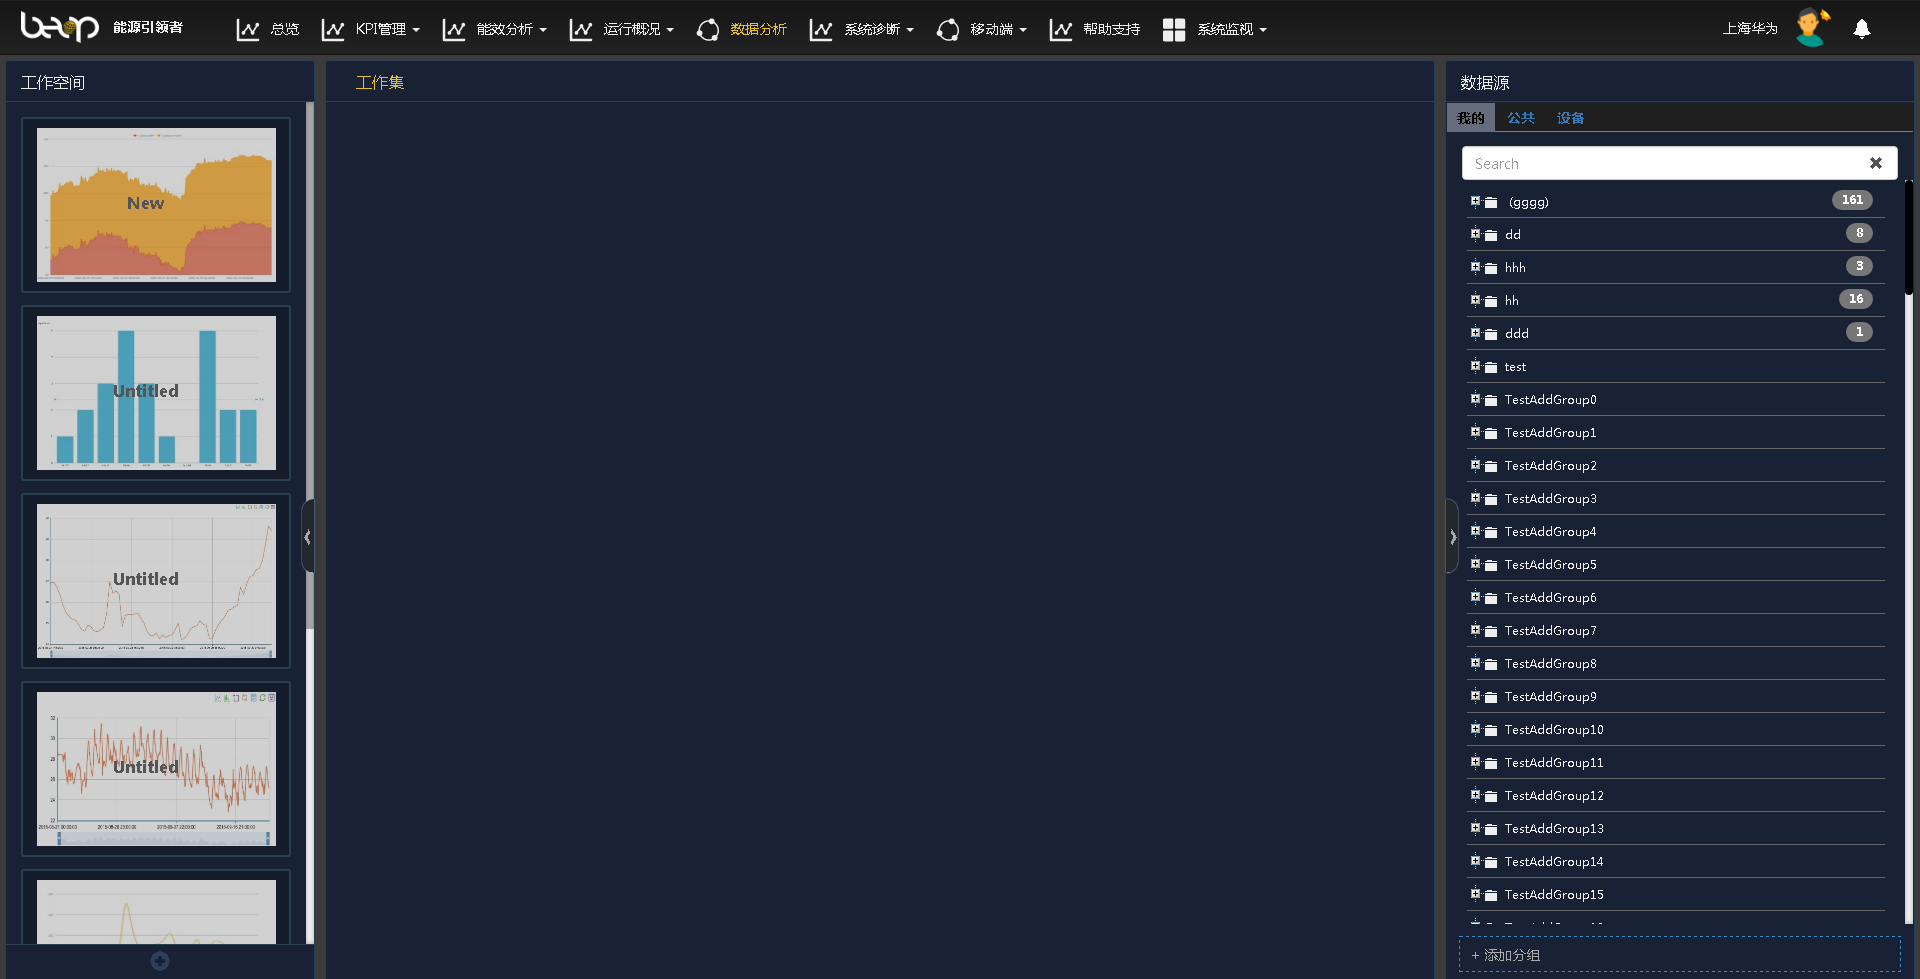 beop 能源引领者
总览 KPI管理 能效分析 运行概况 数据分析 系统诊断 移动端 帮助支持 系统监视
上海华为
工作空间
New
Untitled
Untitled
Untitled
工作集
数据源
我的 公共 设备
Search
(gggg) 161
dd 8
hhh 3
hh 16
ddd 1
test
TestAddGroup0
TestAddGroup1
TestAddGroup2
TestAddGroup3
TestAddGroup4
TestAddGroup5
TestAddGroup6
TestAddGroup7
TestAddGroup8
TestAddGroup9
TestAddGroup10
TestAddGroup11
TestAddGroup12
TestAddGroup13
TestAddGroup14
TestAddGroup15
+ 添加分组